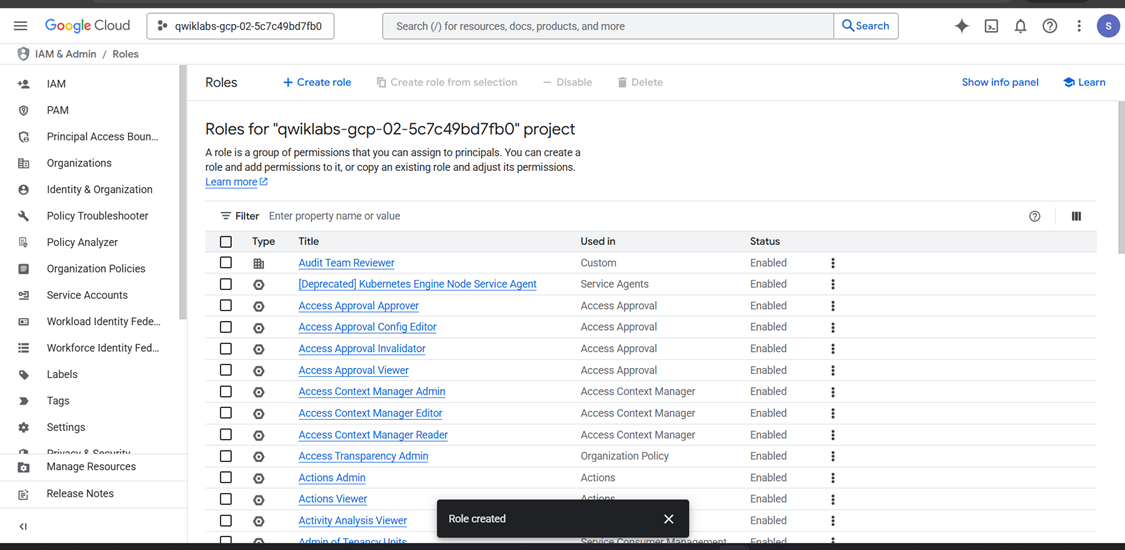 Google Cloud
qwiklabs-gcp-02-5c7c49bd7fb0
Search (/) for resources, docs, products, and more
Search
S
IAM & Admin / Roles
IAM
PAM
Principal Access Boun...
Organizations
Identity & Organization
Policy Troubleshooter
Policy Analyzer
Organization Policies
Service Accounts
Workload Identity Fede...
Workforce Identity Fed...
Labels
Tags
Settings
Privacy & Security
Manage Resources
Release Notes
Roles
Create role
Create role from selection
Disable
Delete
Show info panel
Learn
Roles for "qwiklabs-gcp-02-5c7c49bd7fb0" project
A role is a group of permissions that you can assign to principals. You can create a
role and add permissions to it, or copy an existing role and adjust its permissions.
Learn more
Filter Enter property name or value
Type Title Used in Status
Audit Team Reviewer Custom Enabled
[Deprecated] Kubernetes Engine Node Service Agent Service Agents Enabled
Access Approval Approver Access Approval Enabled
Access Approval Config Editor Access Approval Enabled
Access Approval Invalidator Access Approval Enabled
Access Approval Viewer Access Approval Enabled
Access Context Manager Admin Access Context Manager Enabled
Access Context Manager Editor Access Context Manager Enabled
Access Context Manager Reader Access Context Manager Enabled
Access Transparency Admin Organization Policy Enabled
Actions Admin Actions Enabled
Actions Viewer Actions Enabled
Activity Analysis Viewer Enabled
Admin of Tenancy Units Service Consumer Management Enabled
Role created